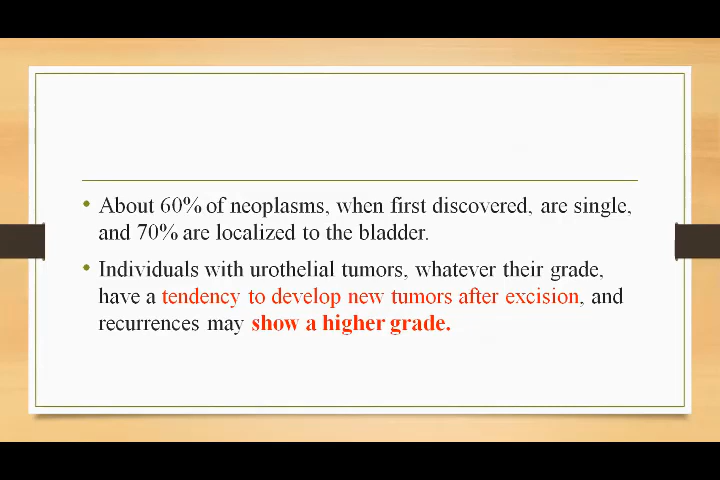 • About 60% of neoplasms, when first discovered, are single,
and 70% are localized to the bladder.
• Individuals with urothelial tumors, whatever their grade,
have a tendency to develop new tumors after excision, and
recurrences may show a higher grade.